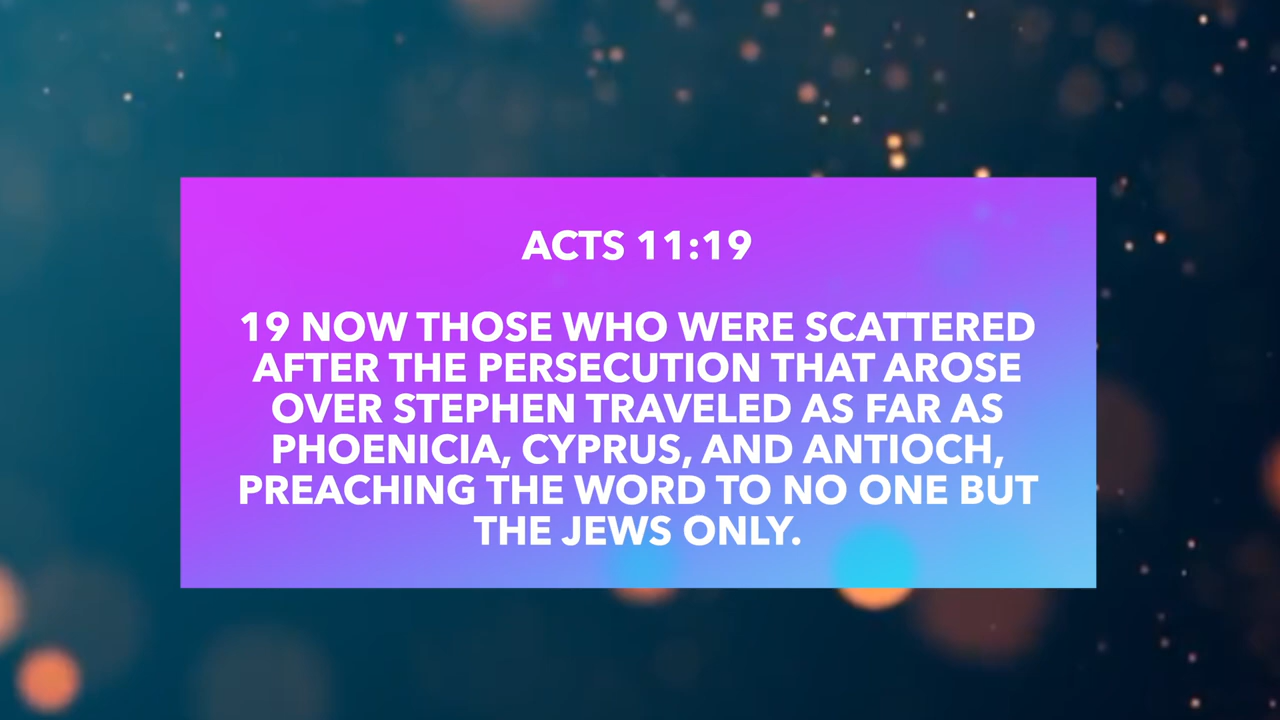 ACTS 11:19
19 NOW THOSE WHO WERE SCATTERED
AFTER THE PERSECUTION THAT AROSE
OVER STEPHEN TRAVELED AS FAR AS
PHOENICIA, CYPRUS, AND ANTIOCH,
PREACHING THE WORD TO NO ONE BUT
THE JEWS ONLY.